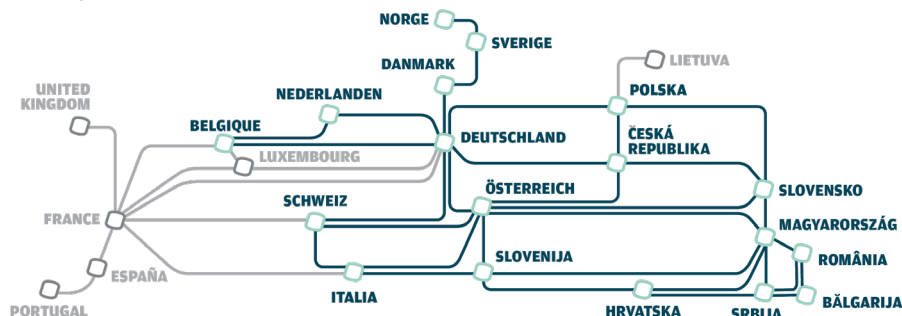 NORGE
SVERIGE
DANMARK
LIETUVA
UNITED
KINGDOM
NEDERLANDEN
POLSKA
BELGIQUE
DEUTSCHLAND
ČESKÁ
REPUBLIKA
LUXEMBOURG
ÖSTERREICH
SLOVENSKO
SCHWEIZ
FRANCE
MAGYARORSZÁG
SLOVENIJA
ROMÂNIA
ESPAÑA
ITALIA
BĂLGARIJA
PORTUGAL
HRVATSKA
SRBIJA